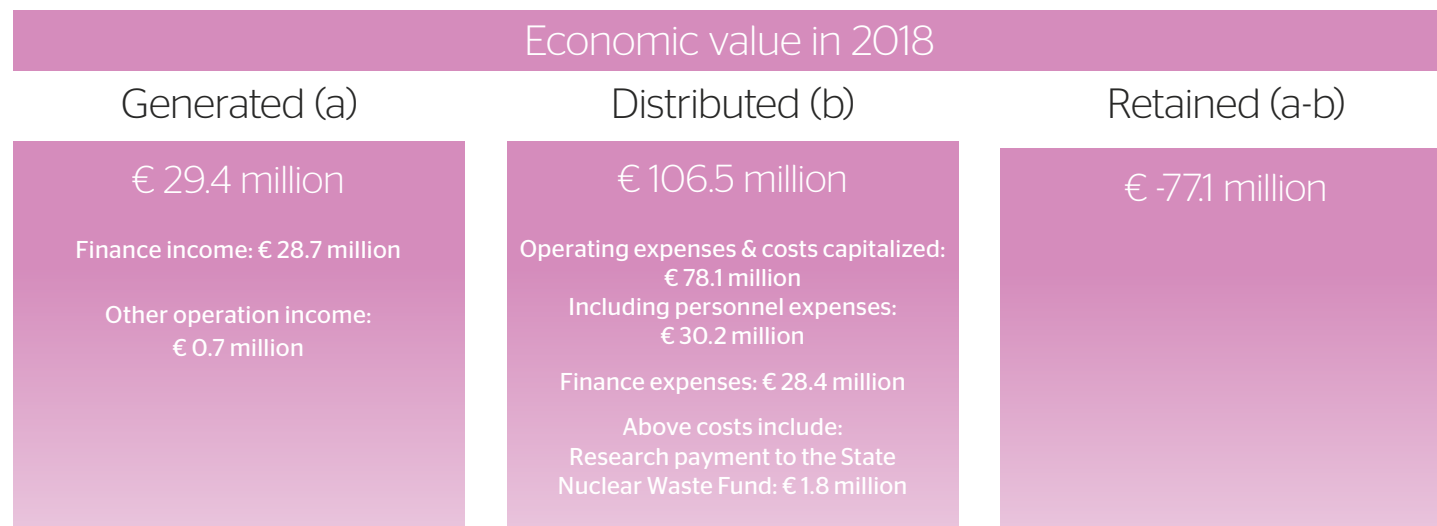 Economic value in 2018
Generated (a)
€ 29.4 million
Finance income: € 28.7 million
Other operation income:
€ 0.7 million
Distributed (b)
€ 106.5 million
Operating expenses & costs capitalized:
€ 78.1 million
Including personnel expenses:
€ 30.2 million
Finance expenses: € 28.4 million
Above costs include:
Research payment to the State
Nuclear Waste Fund: € 1.8 million
Retained (a-b)
€ -77.1 million